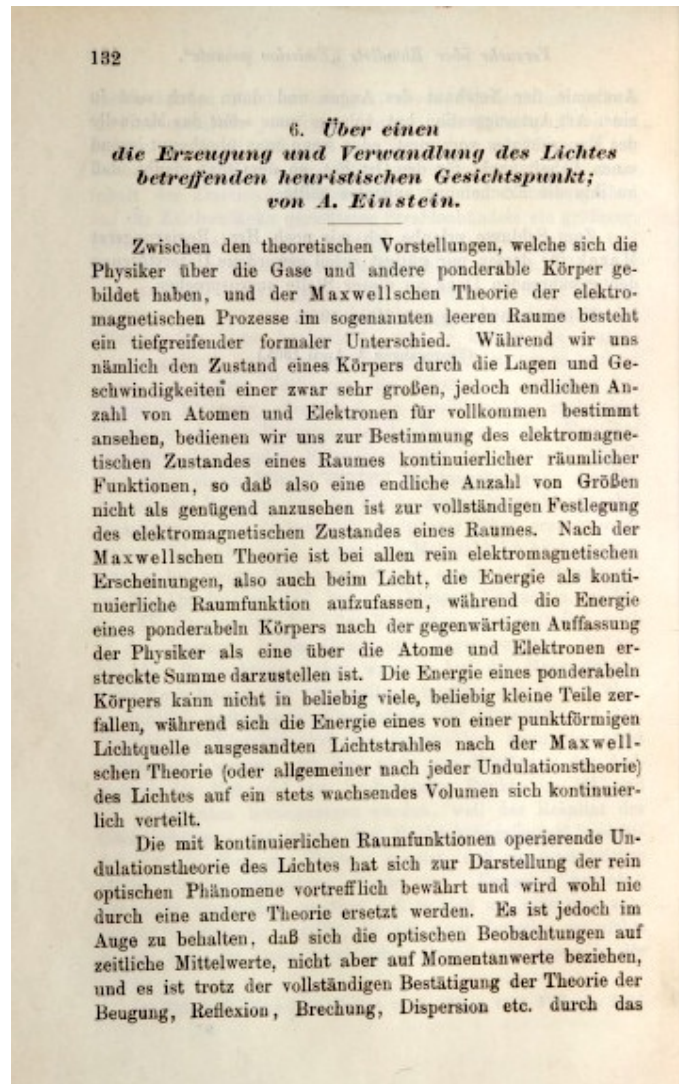 132
6. Über einen
die Erzeugung und Verwandlung des Lichtes
betreffenden heuristischen Gesichtspunkt;
von A. Einstein.
Zwischen den theoretischen Vorstellungen, welche sich die
Physiker über die Gase und andere ponderable Körper ge-
bildet haben, und der Maxwellschen Theorie der elektro-
magnetischen Prozesse im sogenannten leeren Raume besteht
ein tiefgreifender formaler Unterschied. Während wir uns
nämlich den Zustand eines Körpers durch die Lagen und Ge-
schwindigkeiten einer zwar sehr großen, jedoch endlichen An-
zahl von Atomen und Elektronen für vollkommen bestimmt
ansehen, bedienen wir uns zur Bestimmung des elektromagne-
tischen Zustandes eines Raumes kontinuierlicher räumlicher
Funktionen, so daß also eine endliche Anzahl von Größen
nicht als genügend anzusehen ist zur vollständigen Festlegung
des elektromagnetischen Zustandes eines Raumes. Nach der
Maxwellschen Theorie ist bei allen rein elektromagnetischen
Erscheinungen, also auch beim Licht, die Energie als konti-
nuierliche Raumfunktion aufzufassen, während die Energie
eines ponderabeln Körpers nach der gegenwärtigen Auffassung
der Physiker als eine über die Atome und Elektronen er-
streckte Summe darzustellen ist. Die Energie eines ponderabeln
Körpers kann nicht in beliebig viele, beliebig kleine Teile zer-
fallen, während sich die Energie eines von einer punktförmigen
Lichtquelle ausgesandten Lichtstrahles nach der Maxwell-
schen Theorie (oder allgemeiner nach jeder Undulationstheorie)
des Lichtes auf ein stets wachsendes Volumen sich kontinuier-
lich verteilt.
Die mit kontinuierlichen Raumfunktionen operierende Un-
dulationstheorie des Lichtes hat sich zur Darstellung der rein
optischen Phänomene vortrefflich bewährt und wird wohl nie
durch eine andere Theorie ersetzt werden. Es ist jedoch im
Auge zu behalten, daß sich die optischen Beobachtungen auf
zeitliche Mittelwerte, nicht aber auf Momentanwerte beziehen,
und es ist trotz der vollständigen Bestätigung der Theorie der
Beugung, Reflexion, Brechung, Dispersion etc. durch das